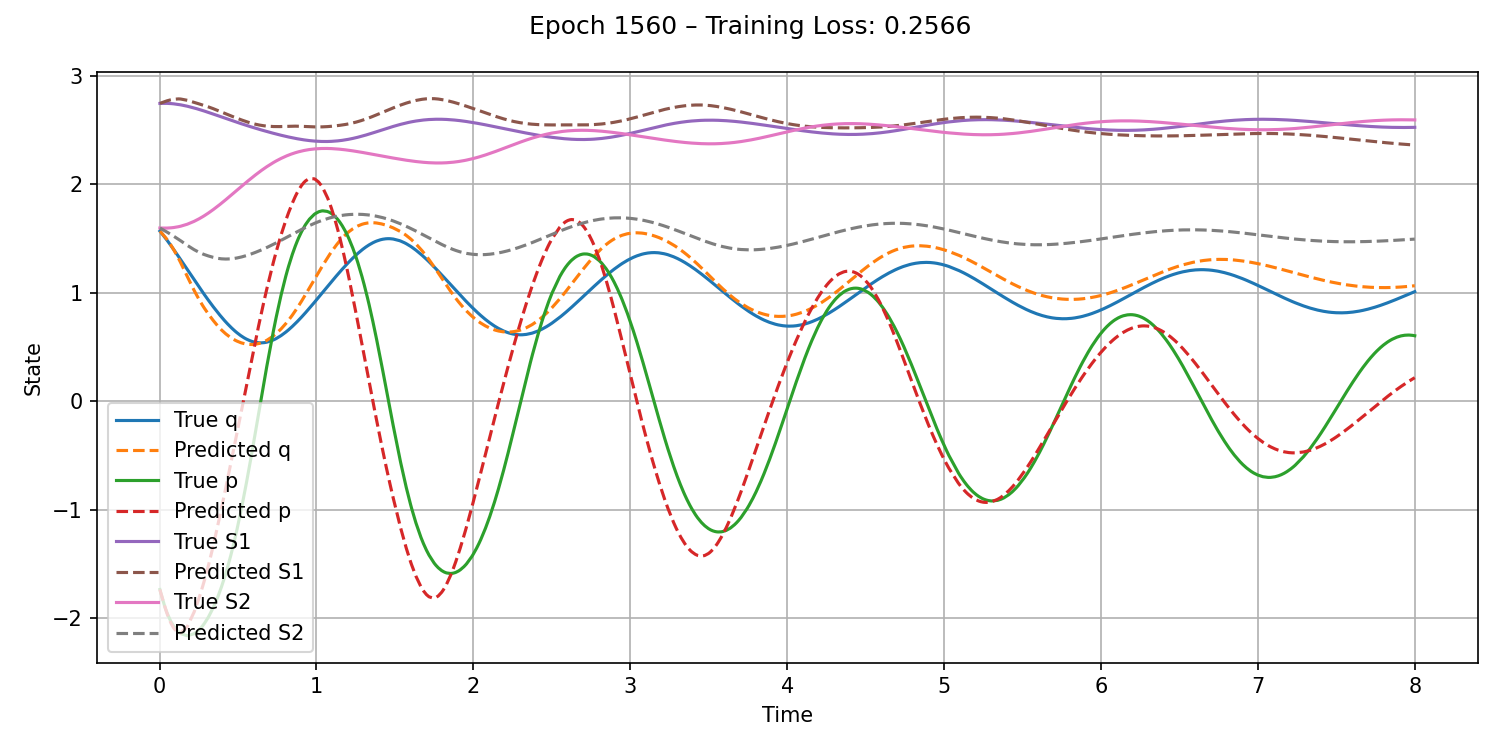 Epoch 1560 – Training Loss: 0.2566
3
2
1
0
−1
−2
State
True q
Predicted q
True p
Predicted p
True S1
Predicted S1
True S2
Predicted S2
0 1 2 3 4 5 6 7 8
Time